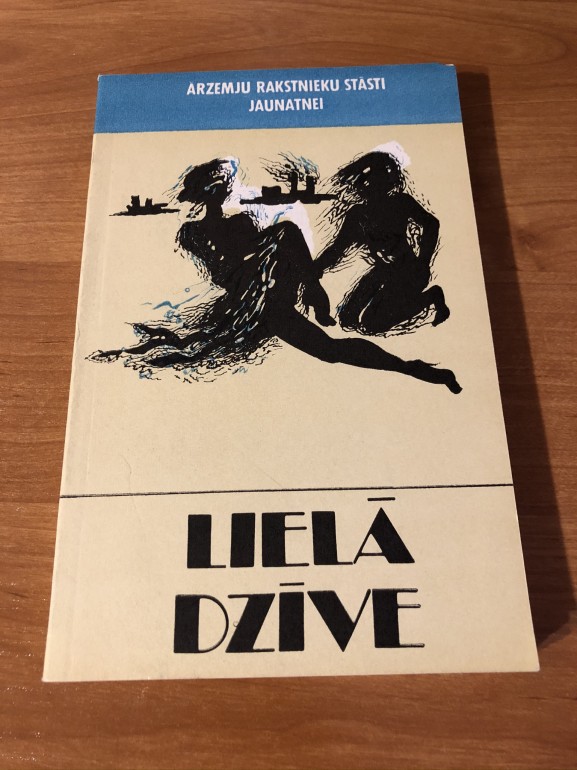 ARZEMJU RAKSTNIEKU STĀSTI
JAUNATNEI
LIELĀ
DZĪVE